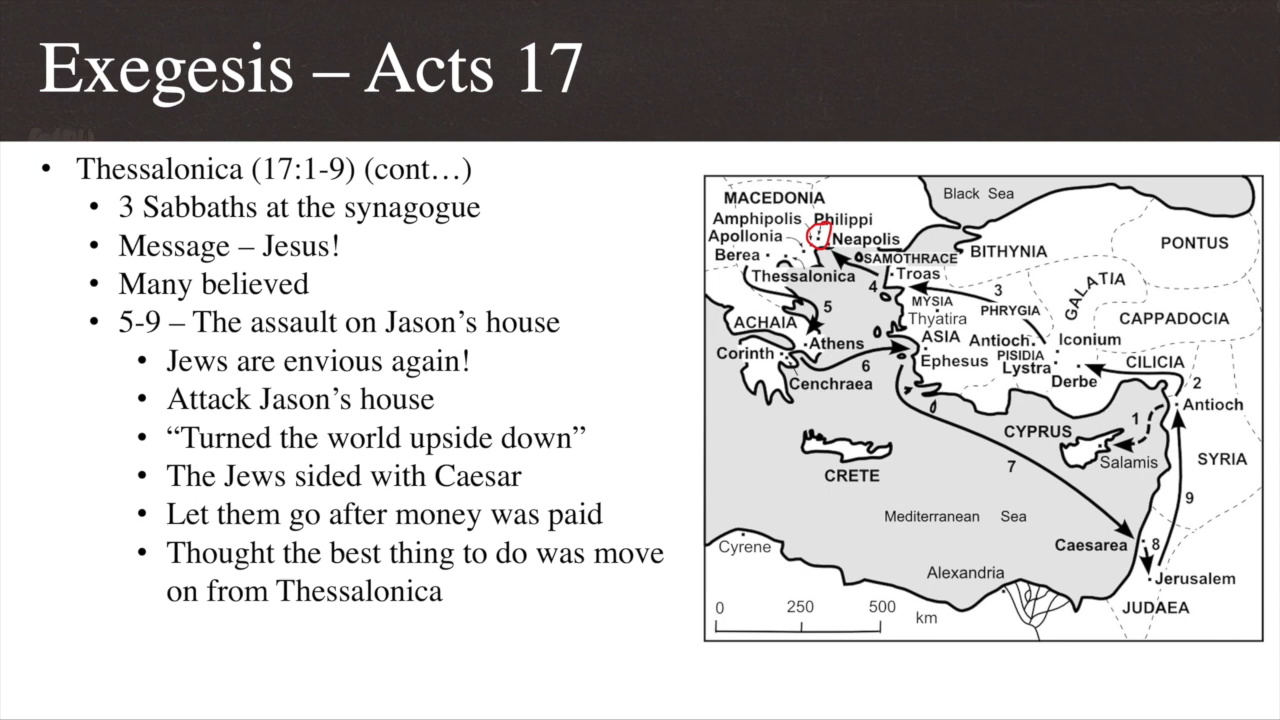 Exegesis – Acts 17
• Thessalonica (17:1-9) (cont…)
• 3 Sabbaths at the synagogue
• Message – Jesus!
• Many believed
• 5-9 – The assault on Jason’s house
• Jews are envious again!
• Attack Jason’s house
• “Turned the world upside down”
• The Jews sided with Caesar
• Let them go after money was paid
• Thought the best thing to do was move
on from Thessalonica
MACEDONIA
Black Sea
Amphipolis
Philippi
Apollonia
Neapolis
Berea
SAMOTHRACE
BITHYNIA
PONTUS
Thessalonica
Troas
4
3
GALATIA
MYSIA
PHRYGIA
5
Thyatira
ACHAIA
CAPPADOCIA
ASIA
Antioch
Iconium
Athens
Corinth
Ephesus
PISIDIA
Lystra
CILICIA
6
Cenchraea
Derbe
2
Antioch
1
CYPRUS
Salamis
SYRIA
7
CRETE
9
Mediterranean Sea
Cyrene
Caesarea
8
Alexandria
Jerusalem
JUDAEA
0 250 500
km